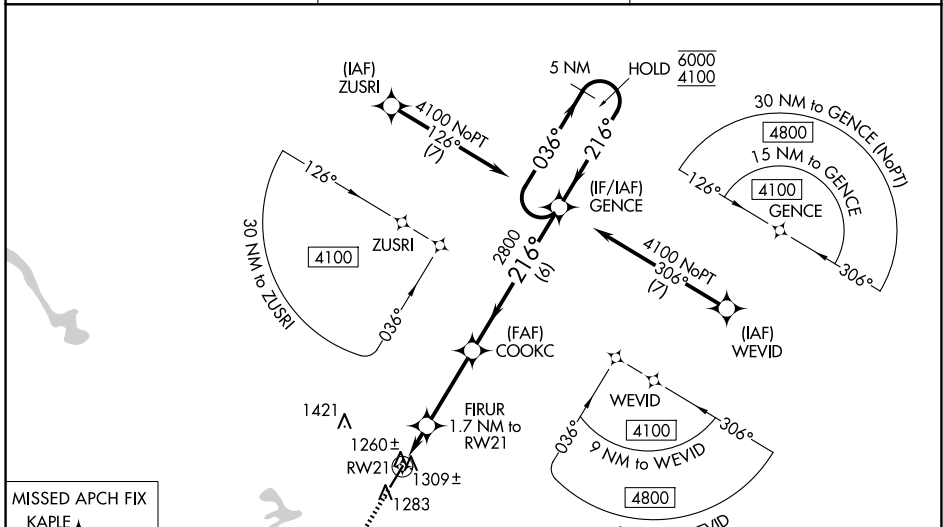 (IAF)
ZUSRI
4100 NoPT
126°
(7)
5 NM
HOLD
6000
4100
036°
216°
(IF/IAF)
GENCE
30 NM to GENCE (NoPT)
4800
15 NM to GENCE
4100
GENCE
126°
306°
126°
ZUSRI
4100
30 NM to ZUSRI
036°
2800
216°
(6)
4100 NoPT
306°
(7)
(IAF)
WEVID
(FAF)
COOKC
WEVID
4100
9 NM to WEVID
036°
306°
4800
FIRUR
1.7 NM to
RW21
1421
1260±
RW21
1309±
1283
MISSED APCH FIX
KAPLE